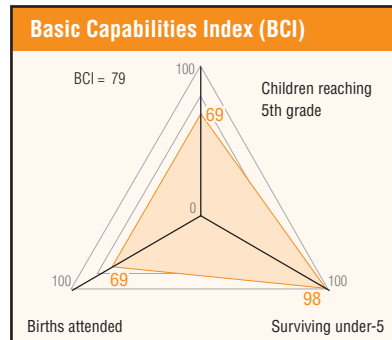 Basic Capabilities Index (BCI)
100
BCI = 79
Children reaching
5th grade
69
0
100
69
100
98
Births attended
Surviving under-5